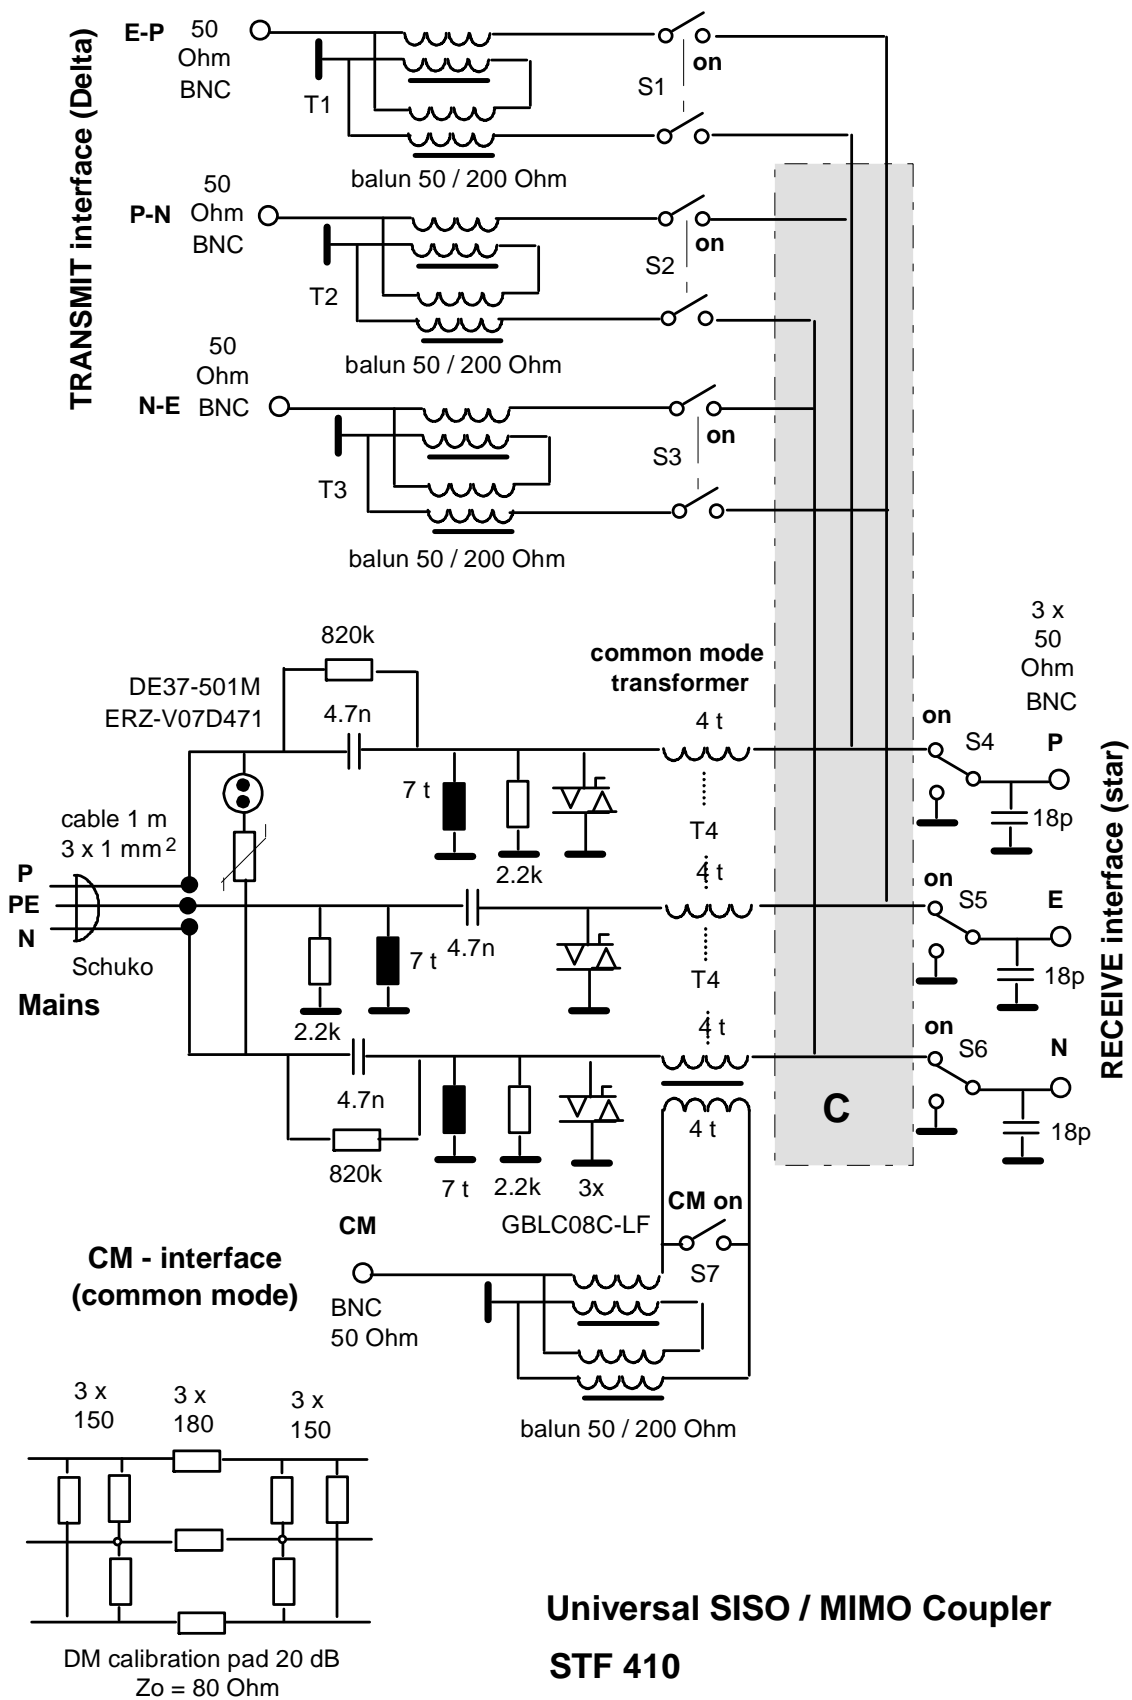 TRANSMIT interface (Delta)
E-P
50
Ohm
BNC
T1
S1
on
balun 50 / 200 Ohm
P-N
50
Ohm
BNC
T2
S2
on
balun 50 / 200 Ohm
N-E
50
Ohm
BNC
T3
S3
on
balun 50 / 200 Ohm
820k
DE37-501M
ERZ-V07D471
4.7n
common mode
transformer
4 t
3 x
50
Ohm
BNC
on
S4
P
18p
7 t
2.2k
T4
4 t
cable 1 m
3 x 1 mm²
P
PE
N
Schuko
Mains
on
S5
E
18p
4.7n
7 t
2.2k
T4
4 t
on
S6
N
18p
RECEIVE interface (star)
4.7n
820k
7 t
2.2k
3x
GBLC08C-LF
4 t
C
CM on
S7
CM
CM - interface
(common mode)
BNC
50 Ohm
balun 50 / 200 Ohm
3 x
150
3 x
180
3 x
150
DM calibration pad 20 dB
Zo = 80 Ohm
Universal SISO / MIMO Coupler
STF 410